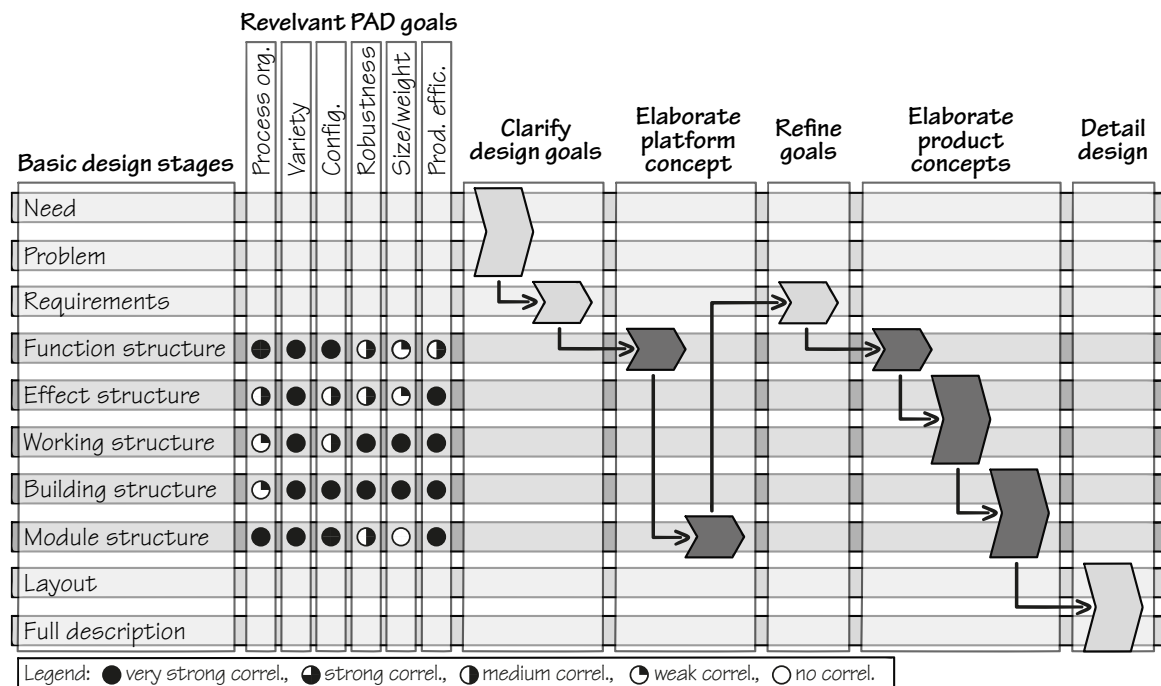 Revelvant PAD goals
Process org.
Variety
Config.
Robustness
Size/weight
Prod. effic.
Basic design stages
Clarify
design goals
Elaborate
platform
concept
Refine
goals
Elaborate
product
concepts
Detail
design
Need
Problem
Requirements
Function structure
Effect structure
Working structure
Building structure
Module structure
Layout
Full description
Legend: very strong correl., strong correl., medium correl., weak correl., no correl.